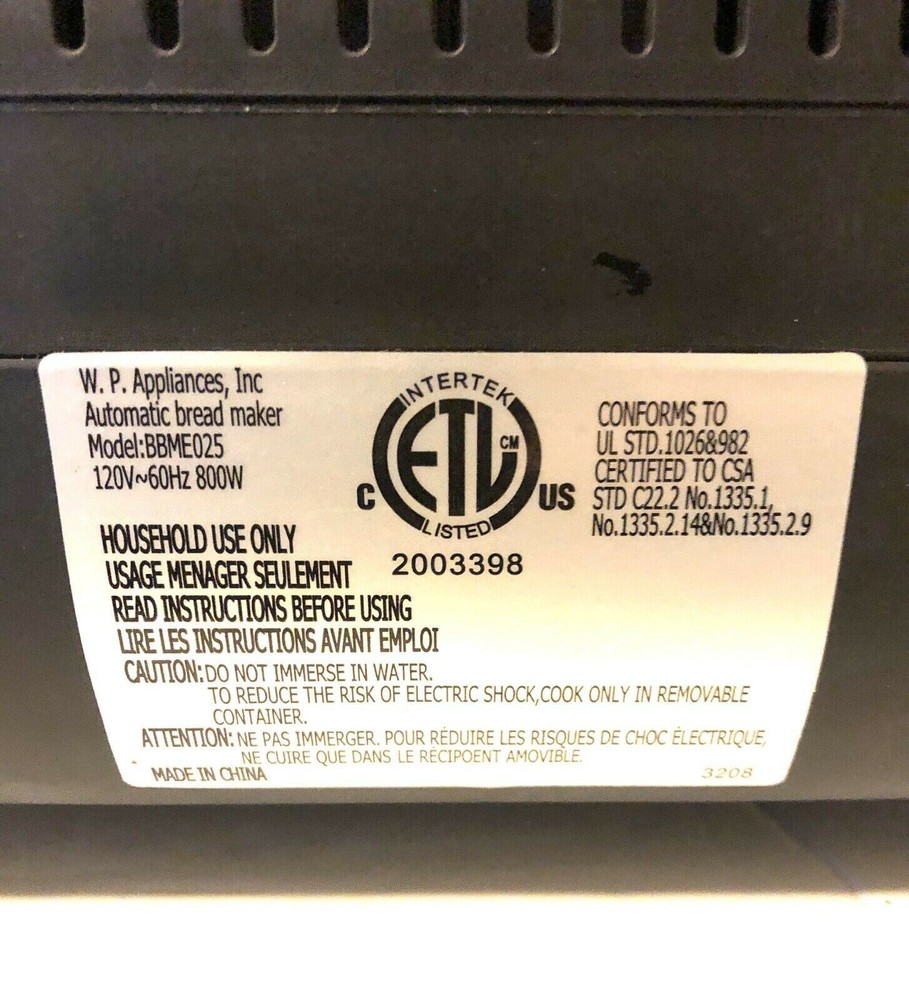 W. P. Appliances, Inc
Automatic bread maker
Model:BBME025
120V~60Hz 800W
INTERTEK
ETL CM
C US
LISTED
2003398
CONFORMS TO
UL STD.1026&982
CERTIFIED TO CSA
STD C22.2 No.1335.1,
No.1335.2.14&No.1335.2.9
HOUSEHOLD USE ONLY
USAGE MENAGER SEULEMENT
READ INSTRUCTIONS BEFORE USING
LIRE LES INSTRUCTIONS AVANT EMPLOI
CAUTION: DO NOT IMMERSE IN WATER.
TO REDUCE THE RISK OF ELECTRIC SHOCK,COOK ONLY IN REMOVABLE
CONTAINER.
ATTENTION: NE PAS IMMERGER. POUR RÉDUIRE LES RISQUES DE CHOC ÉLECTRIQUE,
NE CUIRE QUE DANS LE RÉCIPOENT AMOVIBLE.
MADE IN CHINA
3208